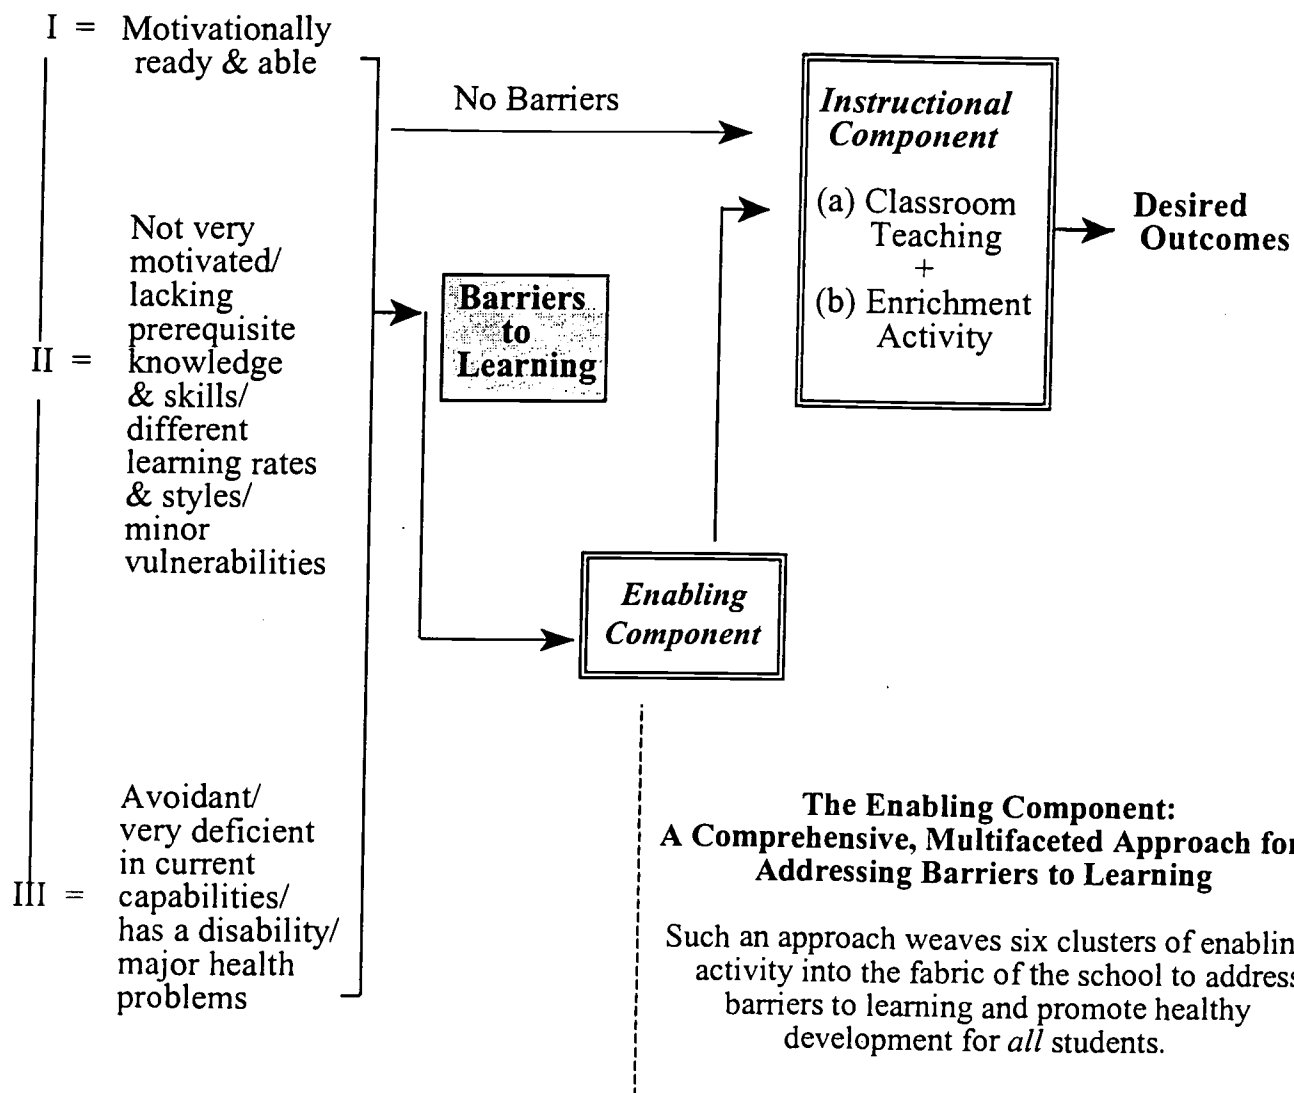 I = Motivationally
ready & able
No Barriers
Instructional
Component
(a) Classroom
Teaching
+
(b) Enrichment
Activity
Desired
Outcomes
II =
Not very
motivated/
lacking
prerequisite
knowledge
& skills/
different
learning rates
& styles/
minor
vulnerabilities
Barriers
to
Learning
Enabling
Component
III =
Avoidant/
very deficient
in current
capabilities/
has a disability/
major health
problems
The Enabling Component:
A Comprehensive, Multifaceted Approach for
Addressing Barriers to Learning
Such an approach weaves six clusters of enablin
activity into the fabric of the school to address
barriers to learning and promote healthy
development for all students.